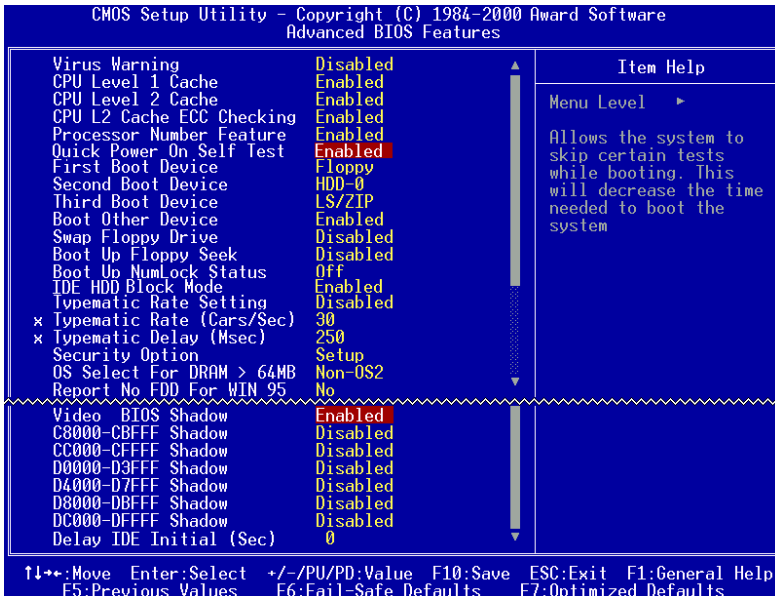 CMOS Setup Utility – Copyright (C) 1984-2000 Award Software
Advanced BIOS Features
Virus Warning Disabled
CPU Level 1 Cache Enabled
CPU Level 2 Cache Enabled
CPU L2 Cache ECC Checking Enabled
Processor Number Feature Enabled
Quick Power On Self Test Enabled
First Boot Device Floppy
Second Boot Device HDD-0
Third Boot Device LS/ZIP
Boot Other Device Enabled
Swap Floppy Drive Disabled
Boot Up Floppy Seek Disabled
Boot Up NumLock Status Off
IDE HDD Block Mode Enabled
Typematic Rate Setting Disabled
x Typematic Rate (Cars/Sec) 30
x Typematic Delay (Msec) 250
Security Option Setup
OS Select For DRAM > 64MB Non-OS2
Report No FDD For WIN 95 No
Video BIOS Shadow Enabled
C8000-CBFFF Shadow Disabled
CC000-CFFFF Shadow Disabled
D0000-D3FFF Shadow Disabled
D4000-D7FFF Shadow Disabled
D8000-DBFFF Shadow Disabled
DC000-DFFFF Shadow Disabled
Delay IDE Initial (Sec) 0
Item Help
Menu Level ▶
Allows the system to
skip certain tests
while booting. This
will decrease the time
needed to boot the
system
↑↓→←:Move Enter:Select +/-/PU/PD:Value F10:Save ESC:Exit F1:General Help
F5:Previous Values F6:Fail-Safe Defaults F7:Optimized Defaults